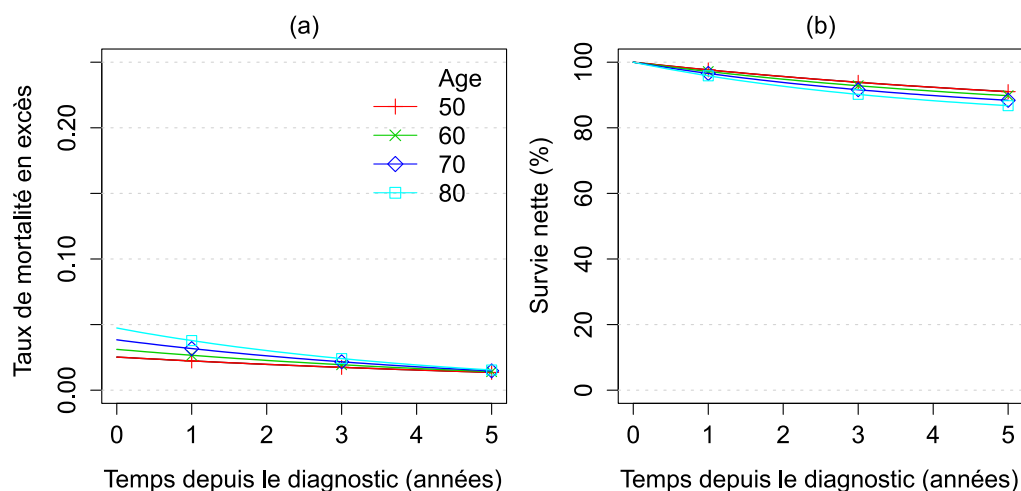 (a)
Taux de mortalité en excès
0.20
0.10
0.00
Age
50
60
70
80
0 1 2 3 4 5
Temps depuis le diagnostic (années)
(b)
Survie nette (%)
100
80
60
40
20
0
0 1 2 3 4 5
Temps depuis le diagnostic (années)